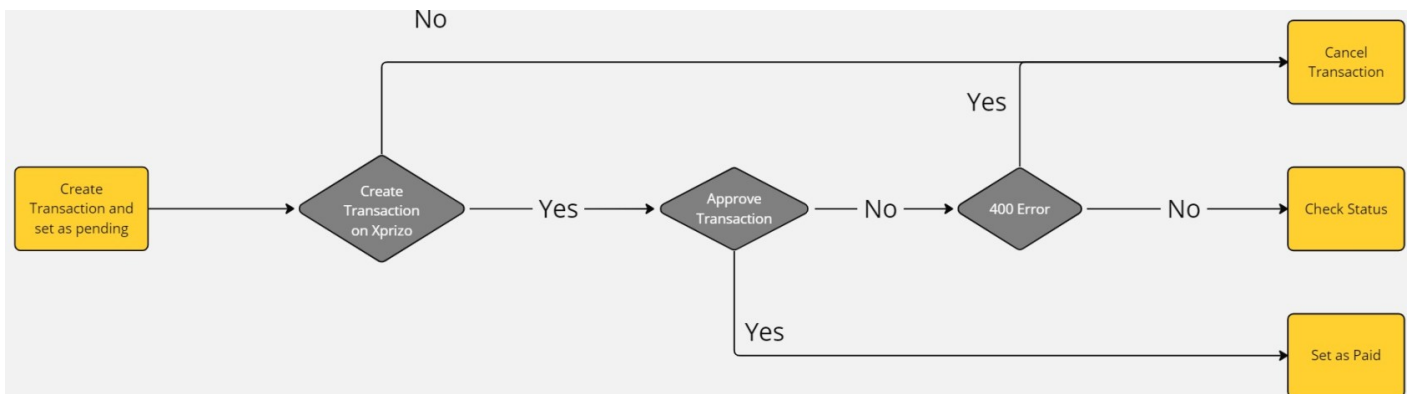 No
Cancel
Transaction
Yes
Create
Transaction and
set as pending
Create
Transaction
on Xprizo
Yes
Approve
Transaction
No
400 Error
No
Check Status
Yes
Set as Paid